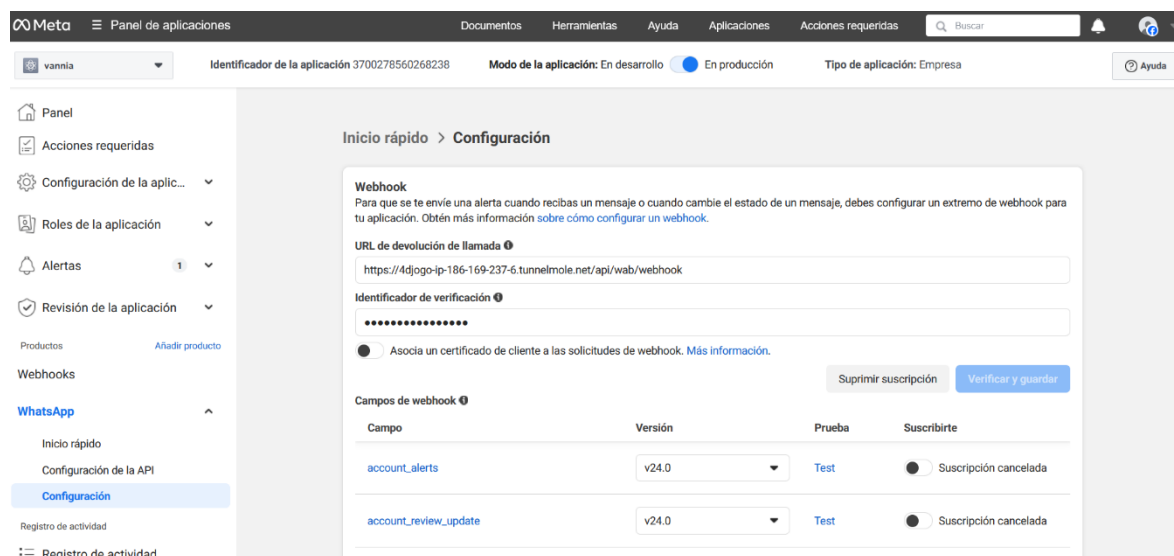 Meta Panel de aplicaciones Documentos Herramientas Ayuda Aplicaciones Acciones requeridas Buscar
vannia Identificador de la aplicación 3700278560268238 Modo de la aplicación: En desarrollo En producción Tipo de aplicación: Empresa Ayuda
Panel
Acciones requeridas
Configuración de la aplic...
Roles de la aplicación
Alertas 1
Revisión de la aplicación
Productos Añadir producto
Webhooks
WhatsApp
Inicio rápido
Configuración de la API
Configuración
Registro de actividad
Registro de actividad
Inicio rápido > Configuración
Webhook
Para que se te envíe una alerta cuando recibas un mensaje o cuando cambie el estado de un mensaje, debes configurar un extremo de webhook para
tu aplicación. Obtén más información sobre cómo configurar un webhook.
URL de devolución de llamada
https://4djogo-ip-186-169-237-6.tunnelmole.net/api/wab/webhook
Identificador de verificación
••••••••••••••••
Asocia un certificado de cliente a las solicitudes de webhook. Más información.
Suprimir suscripción Verificar y guardar
Campos de webhook
Campo Versión Prueba Suscribirte
account_alerts v24.0 Test Suscripción cancelada
account_review_update v24.0 Test Suscripción cancelada